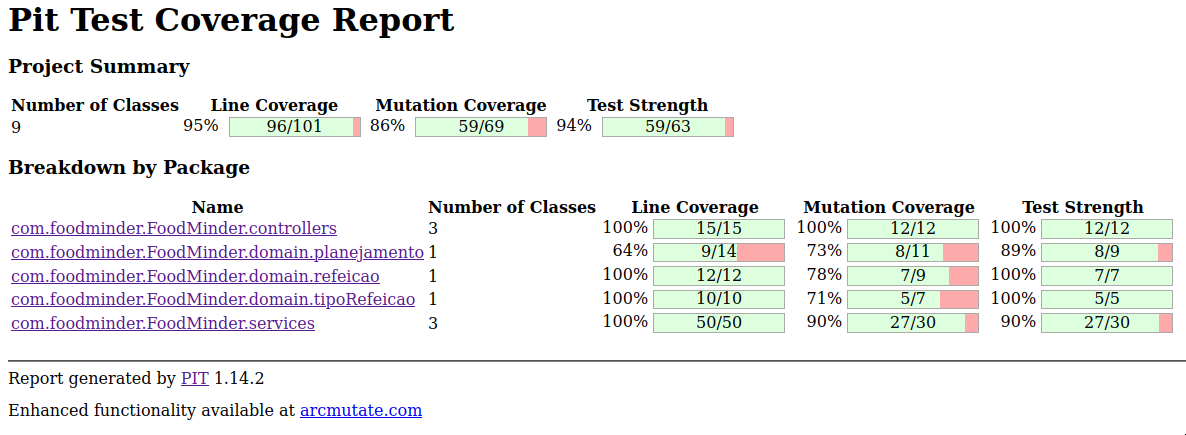 Pit Test Coverage Report
Project Summary
Number of Classes Line Coverage Mutation Coverage Test Strength
9 95% 96/101 86% 59/69 94% 59/63
Breakdown by Package
Name Number of Classes Line Coverage Mutation Coverage Test Strength
com.foodminder.FoodMinder.controllers 3 100% 15/15 100% 12/12 100% 12/12
com.foodminder.FoodMinder.domain.planejamento 1 64% 9/14 73% 8/11 89% 8/9
com.foodminder.FoodMinder.domain.refeicao 1 100% 12/12 78% 7/9 100% 7/7
com.foodminder.FoodMinder.domain.tipoRefeicao 1 100% 10/10 71% 5/7 100% 5/5
com.foodminder.FoodMinder.services 3 100% 50/50 90% 27/30 90% 27/30
Report generated by PIT 1.14.2
Enhanced functionality available at arcmutate.com